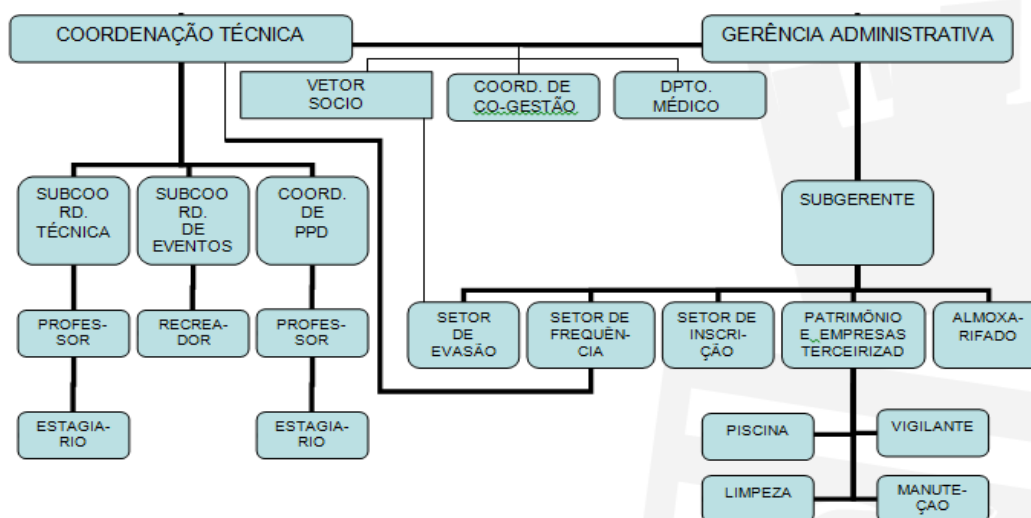 COORDENAÇÃO TÉCNICA
GERÊNCIA ADMINISTRATIVA
VETOR
SOCIO
COORD. DE
CO-GESTÃO
DPTO.
MÉDICO
SUBCOO
RD.
TÉCNICA
SUBCOO
RD.
DE
EVENTOS
COORD.
DE
PPD
SUBGERENTE
PROFES-
SOR
RECREA-
DOR
PROFES-
SOR
SETOR
DE
EVASÃO
SETOR DE
FREQUÊN-
CIA
SETOR DE
INSCRI-
ÇÃO
PATRIMÔNIO
E EMPRESAS
TERCEIRIZAD
ALMOXA-
RIFADO
ESTAGIA-
RIO
ESTAGIA-
RIO
PISCINA
VIGILANTE
LIMPEZA
MANUTE-
ÇAO